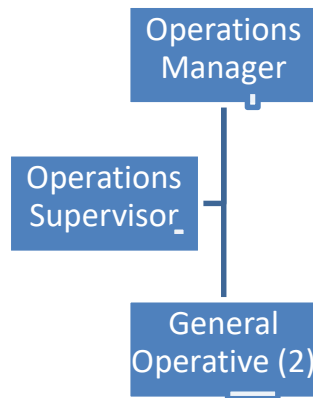 Operations
Manager
Operations
Supervisor
General
Operative (2)